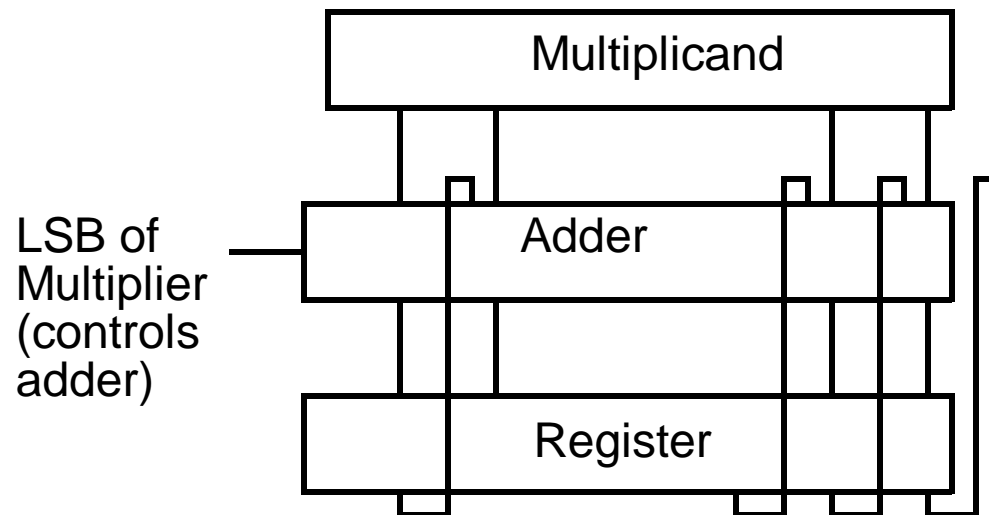 Multiplicand
LSB of
Multiplier
(controls
adder)
Adder
Register